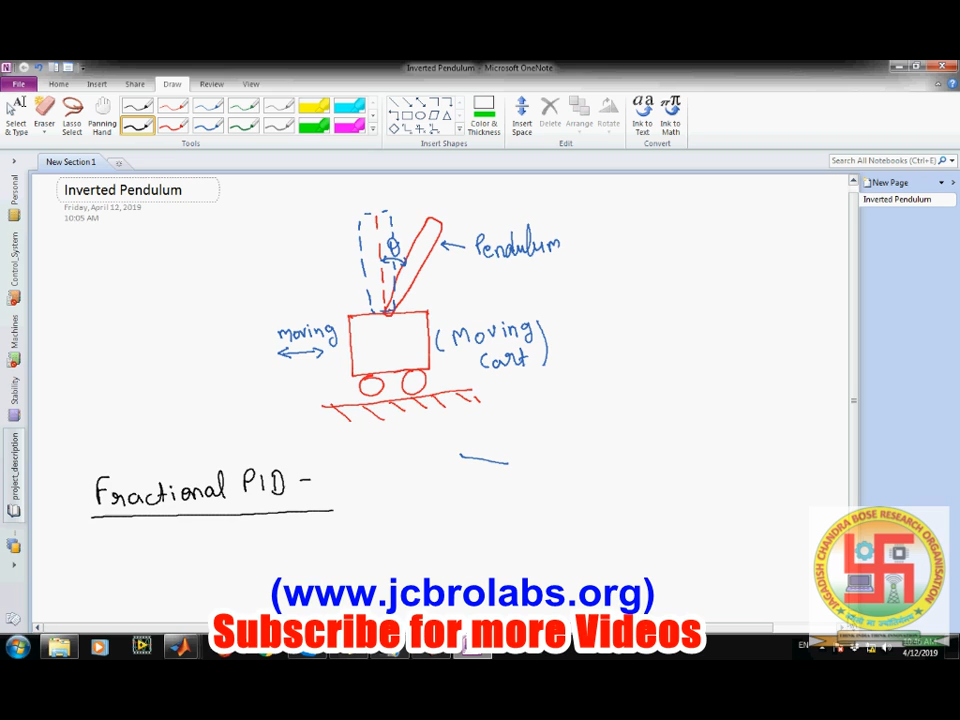 Inverted Pendulum - Microsoft OneNote
File Home Insert Share Draw Review View
Select & Type
Eraser
Lasso Select
Panning Hand
Color & Thickness
Insert Space
Delete
Arrange
Rotate
Ink to Text
Ink to Math
Tools
Insert Shapes
Edit
Convert
New Section 1
Search All Notebooks (Ctrl+E)
New Page
Inverted Pendulum
Personal
Control_System
Machines
Stability
project_description
Inverted Pendulum
Friday, April 12, 2019
10:05 AM
θ
Pendulum
moving
(Moving
Cart)
Fractional PID -
JAGADISH CHANDRA BOSE RESEARCH ORGANISATION
(www.jcbrolabs.org)
Subscribe for more Videos
EN
4/12/2019